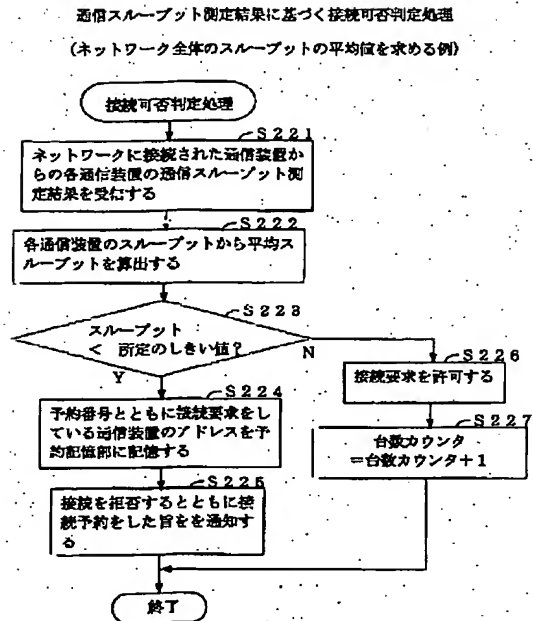 通信スループット測定結果に基づく接続可否判定処理
(ネットワーク全体のスループットの平均値を求める例)
接続可否判定処理
S221
ネットワークに接続された通信装置か
らの各通信装置の通信スループット測
定結果を受信する
S222
各通信装置のスループットから平均ス
ループットを算出する
S223
スループット
< 所定のしきい値?
N
Y
S226
接続要求を許可する
S224
予約番号とともに接続要求をし
ている通信装置のアドレスを予
約記憶部に記憶する
S227
台数カウンタ
=台数カウンタ+1
S225
接続を拒否するとともに接
続予約をした旨をを通知す
る
終了